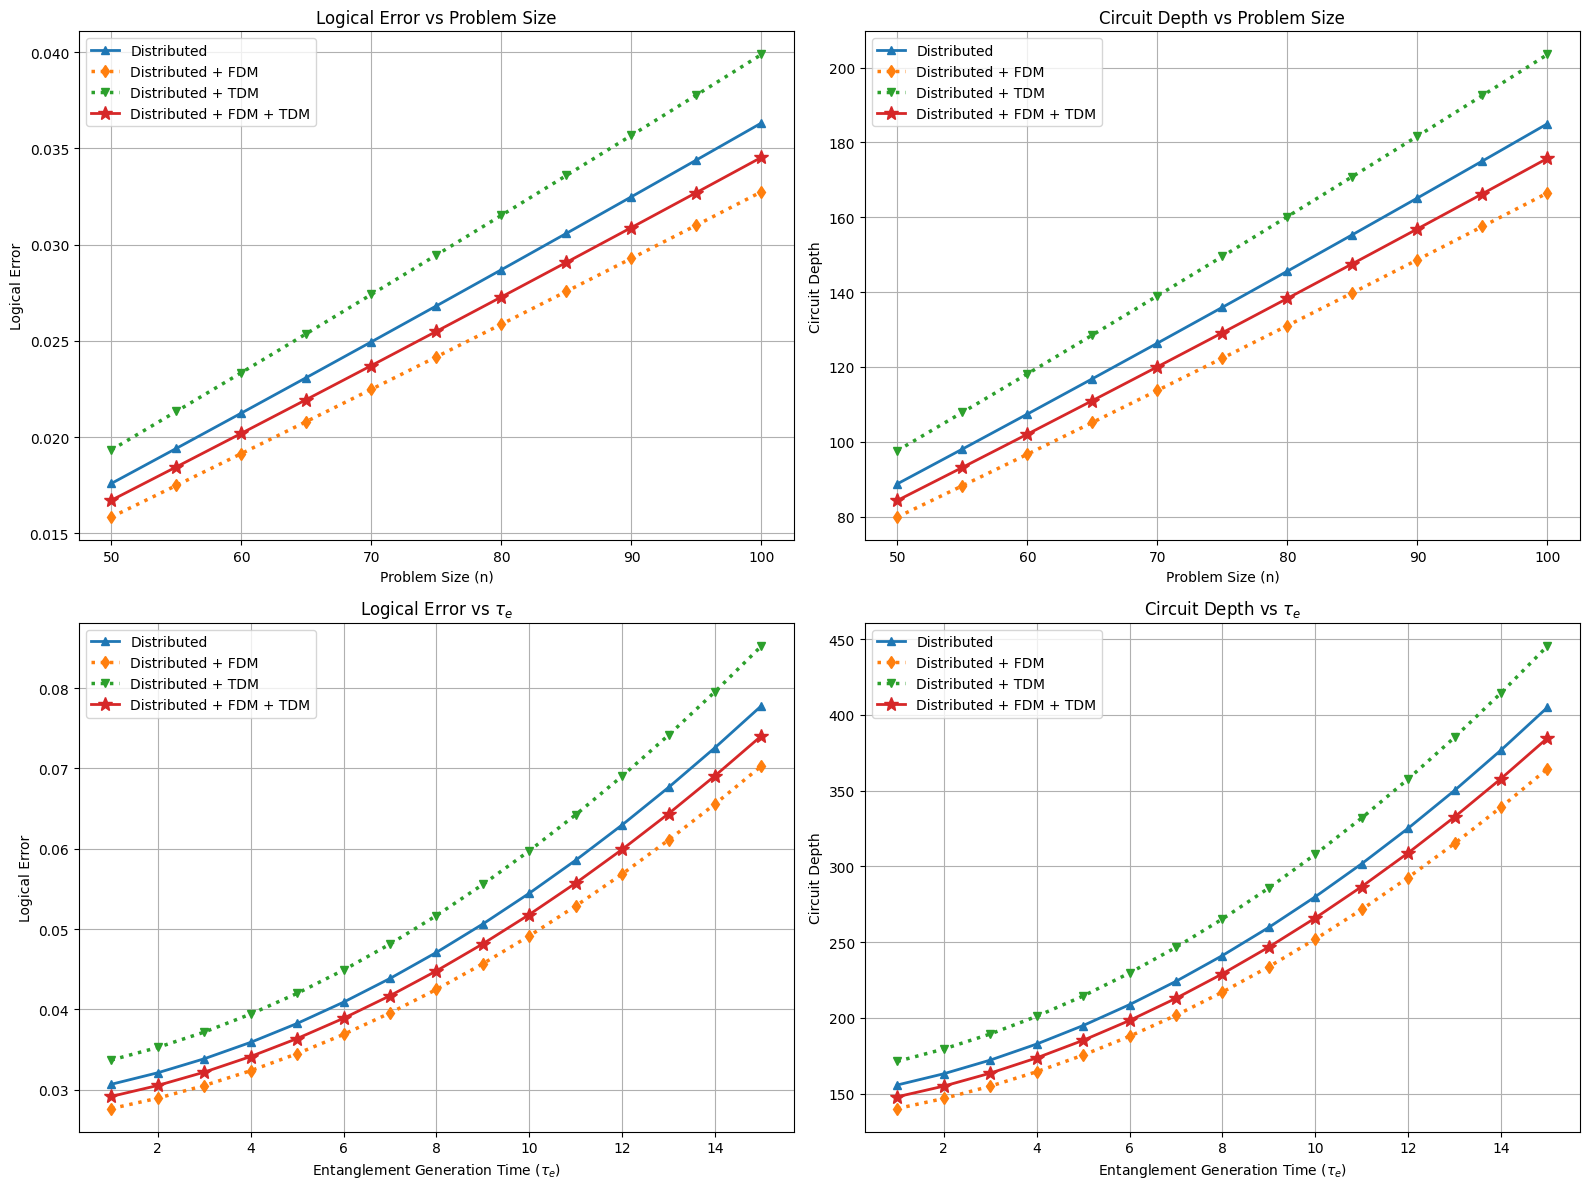 Logical Error vs Problem Size
Distributed
Distributed + FDM
Distributed + TDM
Distributed + FDM + TDM
0.040
0.035
0.030
0.025
0.020
0.015
Logical Error
50 60 70 80 90 100
Problem Size (n)
Circuit Depth vs Problem Size
Distributed
Distributed + FDM
Distributed + TDM
Distributed + FDM + TDM
200
180
160
140
120
100
80
Circuit Depth
50 60 70 80 90 100
Problem Size (n)
Logical Error vs τₑ
Distributed
Distributed + FDM
Distributed + TDM
Distributed + FDM + TDM
0.08
0.07
0.06
0.05
0.04
0.03
Logical Error
2 4 6 8 10 12 14
Entanglement Generation Time (τₑ)
Circuit Depth vs τₑ
Distributed
Distributed + FDM
Distributed + TDM
Distributed + FDM + TDM
450
400
350
300
250
200
150
Circuit Depth
2 4 6 8 10 12 14
Entanglement Generation Time (τₑ)